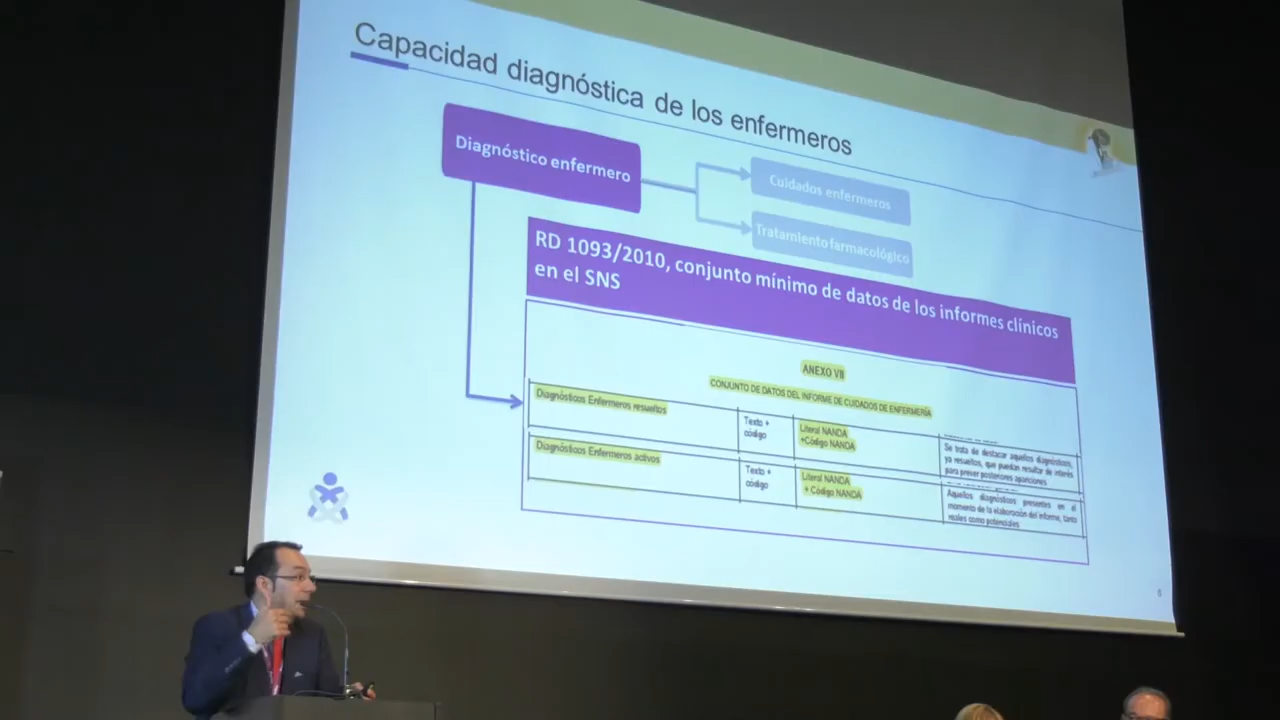 Capacidad diagnóstica de los enfermeros
Diagnóstico enfermero
Cuidados enfermeros
Tratamiento farmacológico
RD 1093/2010, conjunto mínimo de datos de los informes clínicos
en el SNS
ANEXO VII
CONJUNTO DE DATOS DEL INFORME DE CUIDADOS DE ENFERMERÍA
Diagnósticos Enfermeros resueltos
Texto +
código
Literal NANDA
+Código NANDA
Se trata de destacar aquellos diagnósticos,
ya resueltos, que puedan resultar de interés
para prever posteriores apariciones
Diagnósticos Enfermeros activos
Texto +
código
Literal NANDA
+ Código NANDA
Aquellos diagnósticos presentes en el
momento de la elaboración del informe, tanto
reales como potenciales